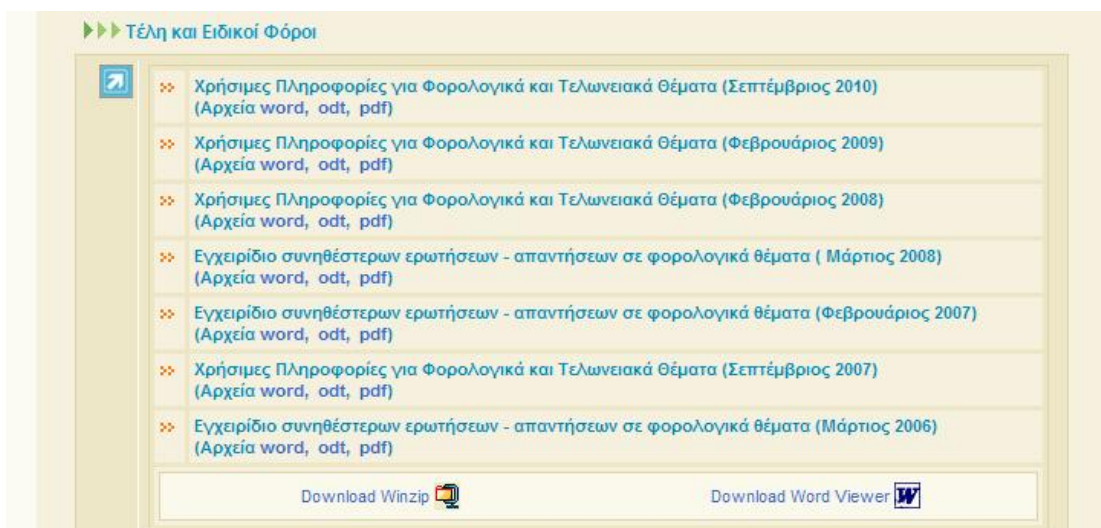 Τέλη και Ειδικοί Φόροι
Χρήσιμες Πληροφορίες για Φορολογικά και Τελωνειακά Θέματα (Σεπτέμβριος 2010)
(Αρχεία word, odt, pdf)
Χρήσιμες Πληροφορίες για Φορολογικά και Τελωνειακά Θέματα (Φεβρουάριος 2009)
(Αρχεία word, odt, pdf)
Χρήσιμες Πληροφορίες για Φορολογικά και Τελωνειακά Θέματα (Φεβρουάριος 2008)
(Αρχεία word, odt, pdf)
Εγχειρίδιο συνηθέστερων ερωτήσεων - απαντήσεων σε φορολογικά θέματα ( Μάρτιος 2008)
(Αρχεία word, odt, pdf)
Εγχειρίδιο συνηθέστερων ερωτήσεων - απαντήσεων σε φορολογικά θέματα (Φεβρουάριος 2007)
(Αρχεία word, odt, pdf)
Χρήσιμες Πληροφορίες για Φορολογικά και Τελωνειακά Θέματα (Σεπτέμβριος 2007)
(Αρχεία word, odt, pdf)
Εγχειρίδιο συνηθέστερων ερωτήσεων - απαντήσεων σε φορολογικά θέματα (Μάρτιος 2006)
(Αρχεία word, odt, pdf)
Download Winzip Download Word Viewer W